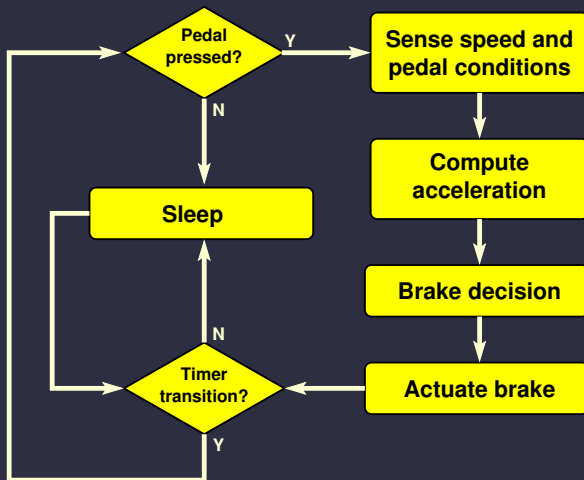 Pedal
pressed?
Y
N
Sense speed and
pedal conditions
Compute
acceleration
Sleep
Brake decision
N
Timer
transition?
Y
Actuate brake